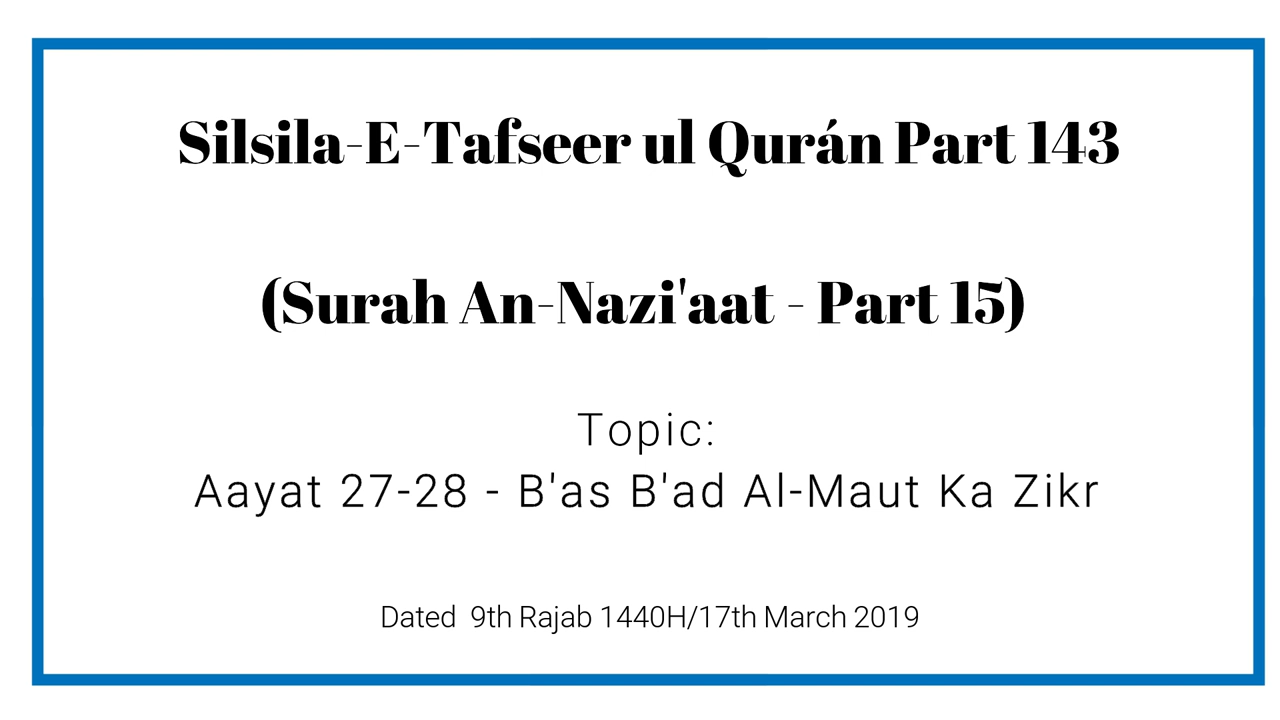 Silsila-E-Tafseer ul Qurán Part 143
(Surah An-Nazi'aat - Part 15)
Topic:
Aayat 27-28 - B'as B'ad Al-Maut Ka Zikr
Dated 9th Rajab 1440H/17th March 2019